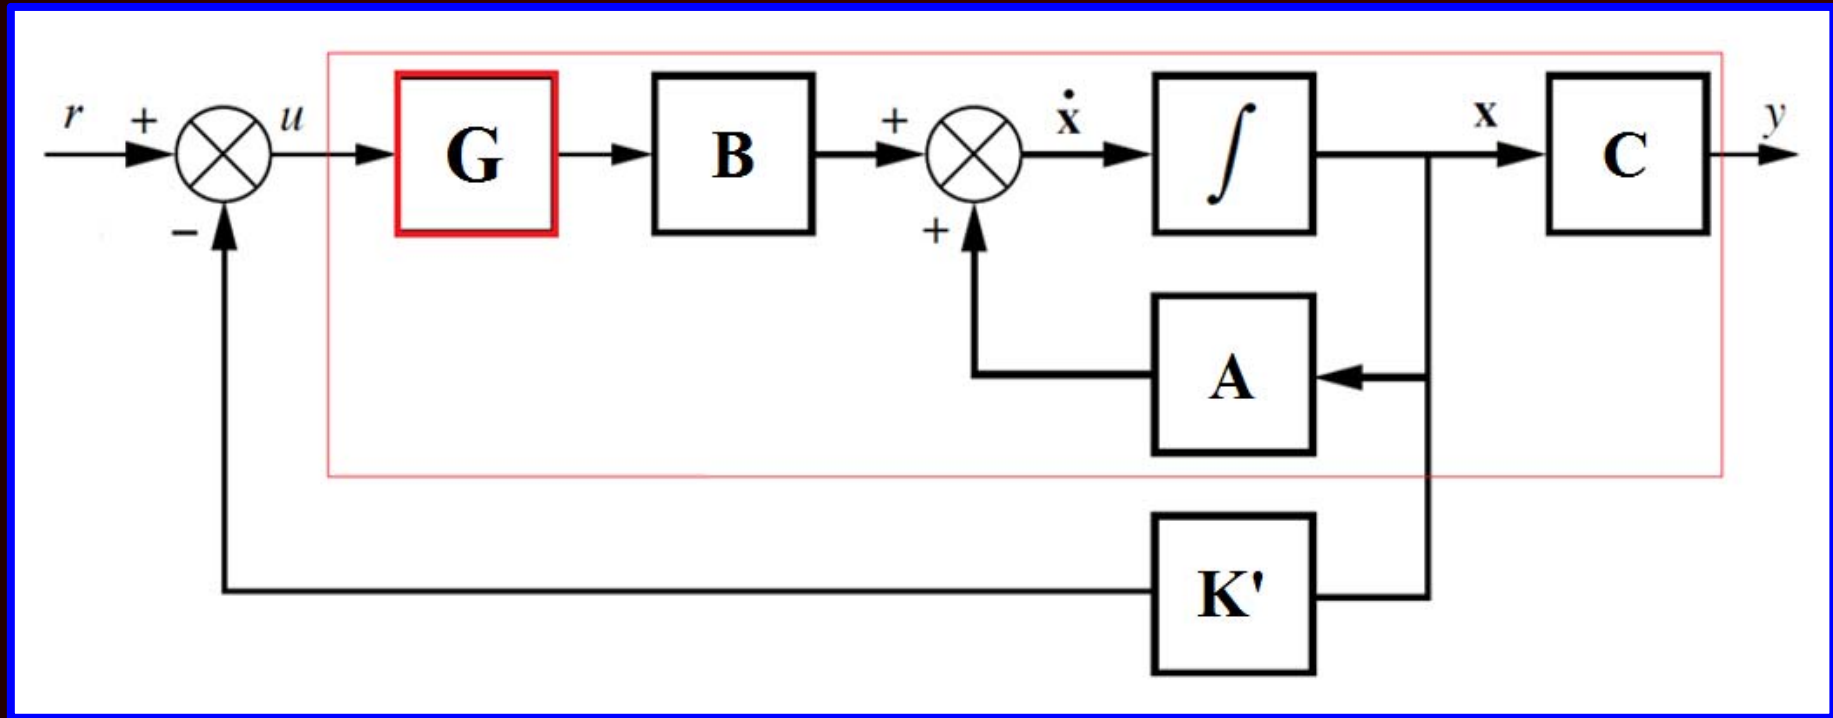 r + u G B + ẋ ∫ x C y
−
+
A
K'